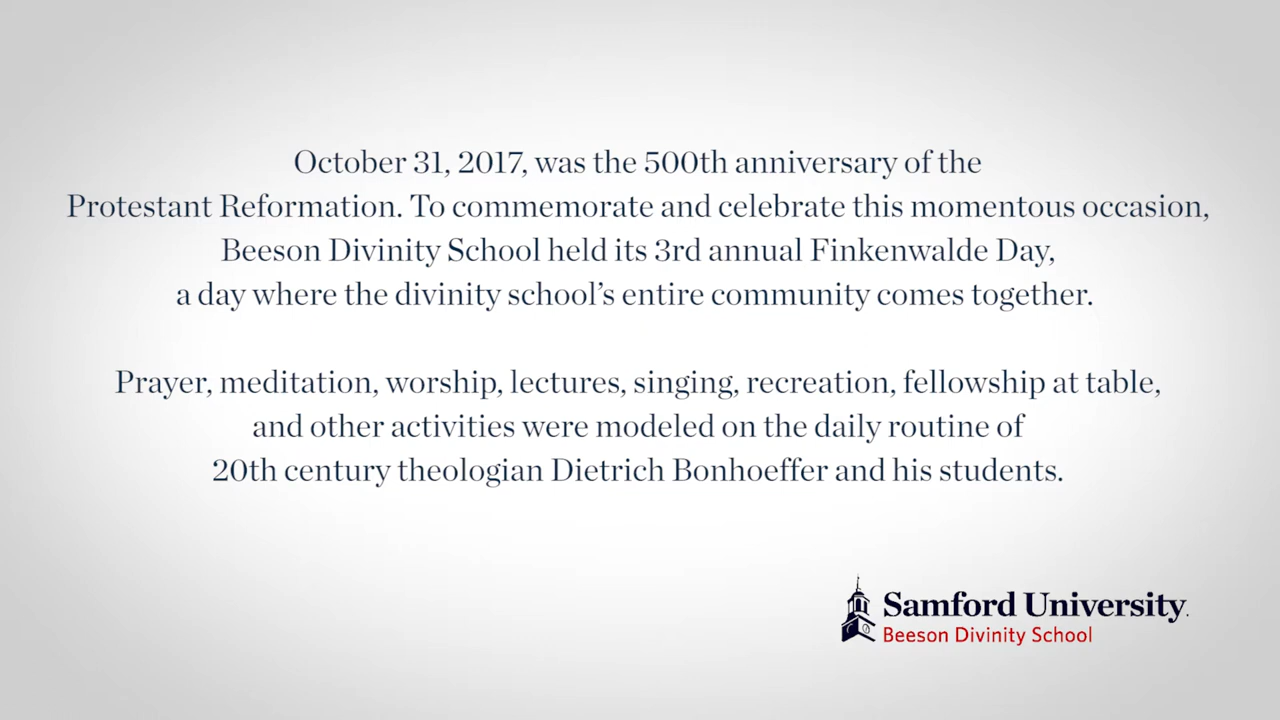 October 31, 2017, was the 500th anniversary of the
Protestant Reformation. To commemorate and celebrate this momentous occasion,
Beeson Divinity School held its 3rd annual Finkenwalde Day,
a day where the divinity school’s entire community comes together.
Prayer, meditation, worship, lectures, singing, recreation, fellowship at table,
and other activities were modeled on the daily routine of
20th century theologian Dietrich Bonhoeffer and his students.
Samford University.
Beeson Divinity School